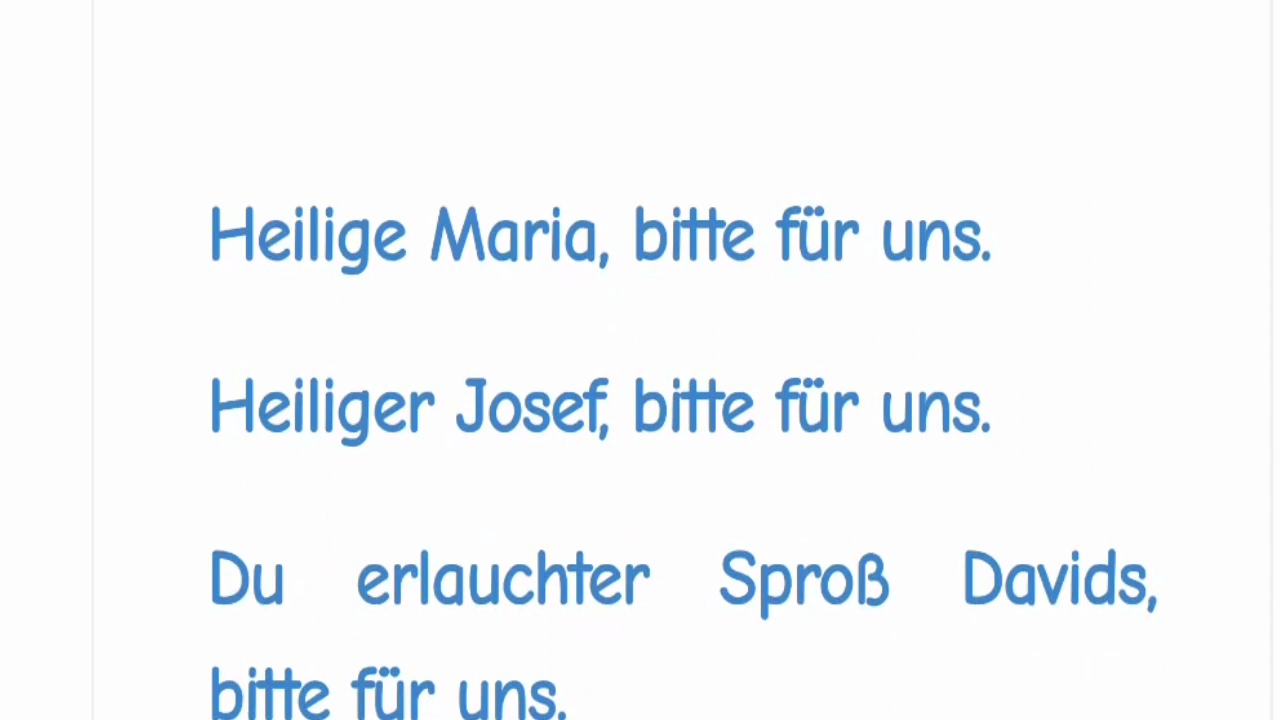 Heilige Maria, bitte für uns.
Heiliger Josef, bitte für uns.
Du erlauchter Sproß Davids,
bitte für uns.